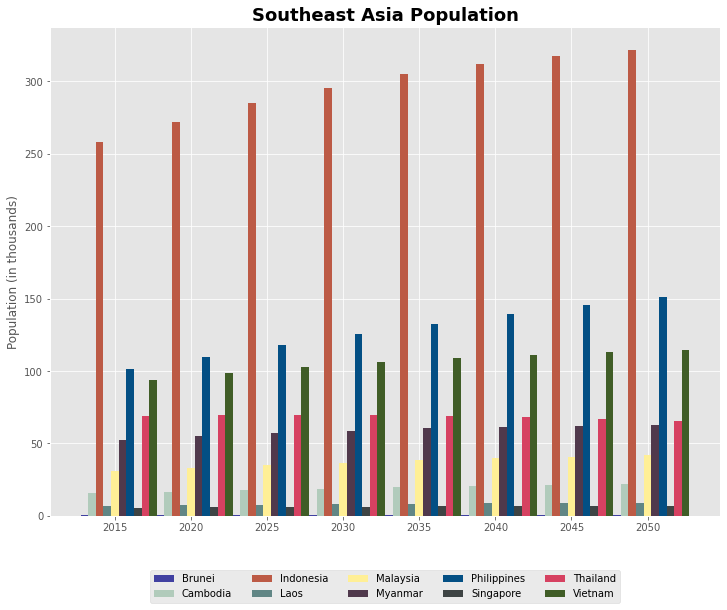 Southeast Asia Population
Population (in thousands)
300
250
200
150
100
50
0
2015 2020 2025 2030 2035 2040 2045 2050
Brunei Indonesia Malaysia Philippines Thailand
Cambodia Laos Myanmar Singapore Vietnam